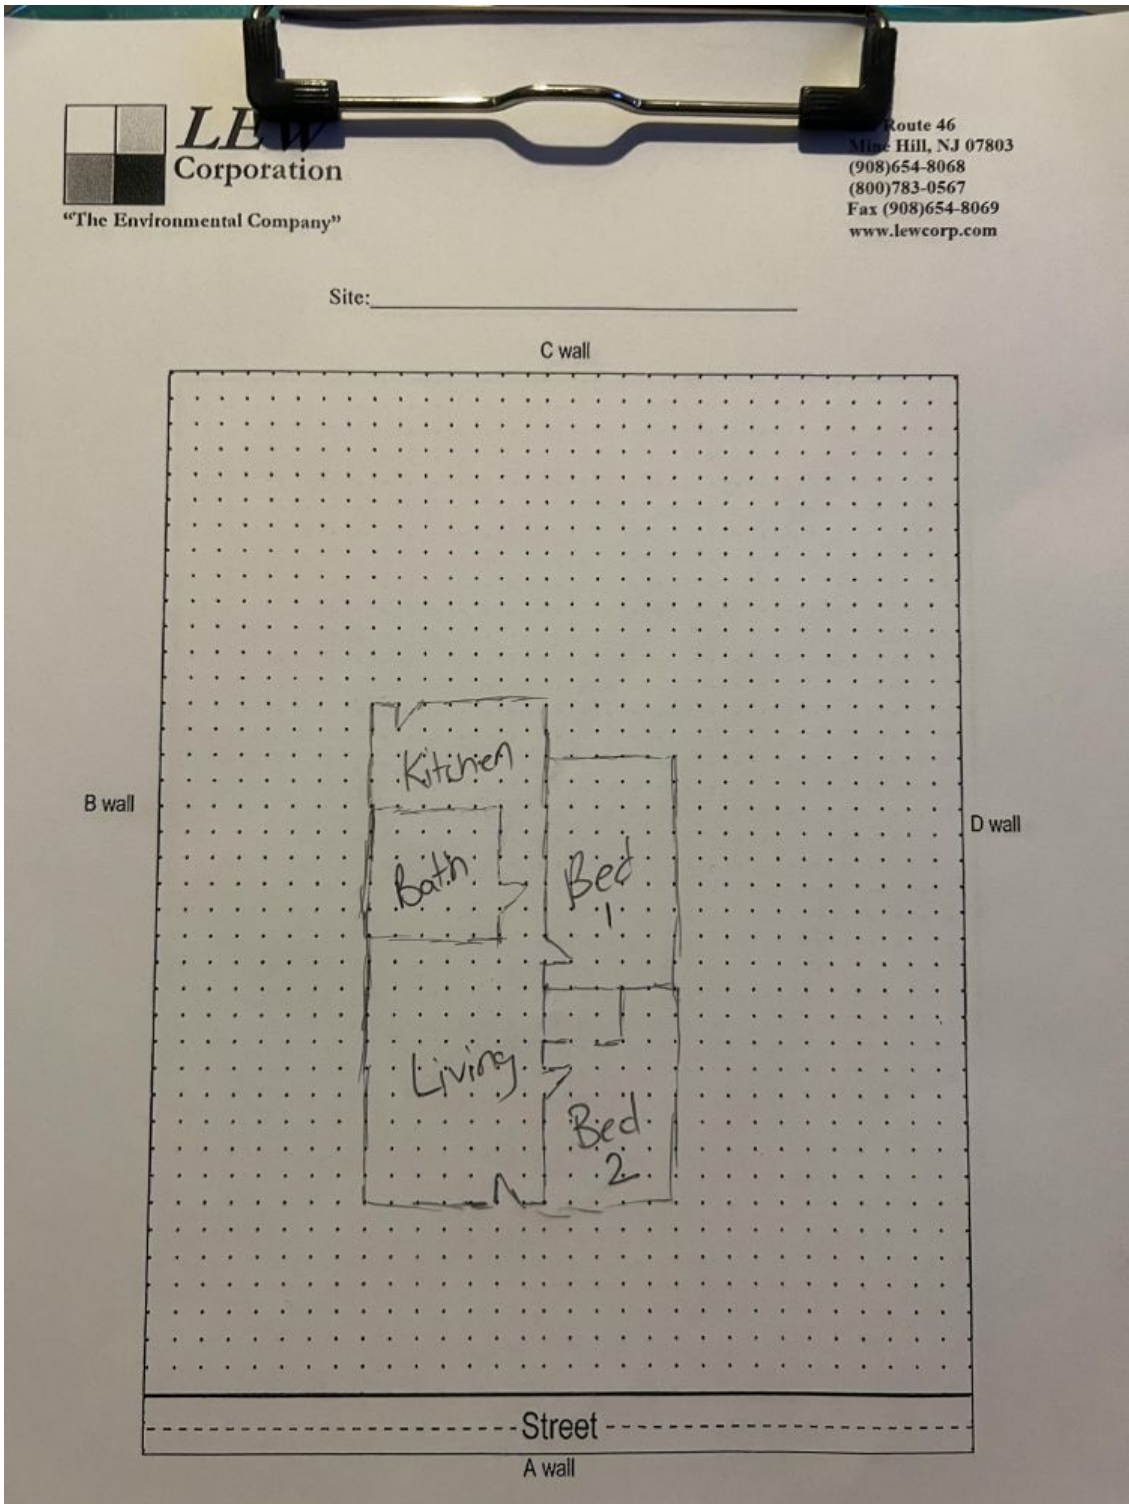 LEW
Corporation
"The Environmental Company"
Route 46
Mine Hill, NJ 07803
(908)654-8068
(800)783-0567
Fax (908)654-8069
www.lewcorp.com
Site:
C wall
B wall
D wall
Kitchen
Bath
Bed
1
Living
Bed
2
Street
A wall